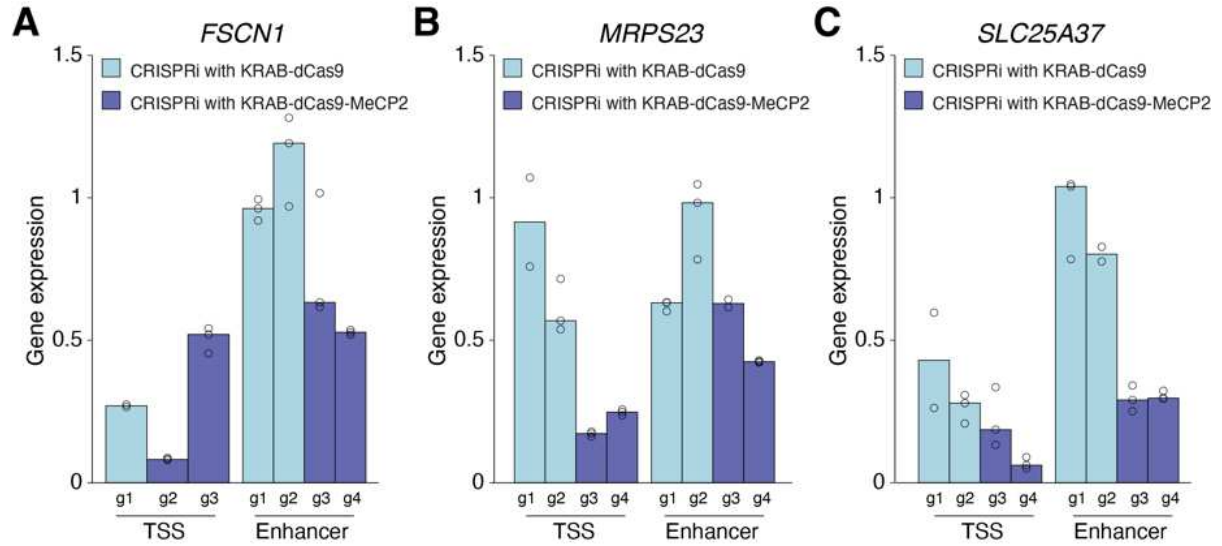 A
FSCN1
1.5
CRISPRi with KRAB-dCas9
CRISPRi with KRAB-dCas9-MeCP2
1
0.5
0
Gene expression
g1 g2 g3 g1 g2 g3 g4
TSS Enhancer
B
MRPS23
1.5
CRISPRi with KRAB-dCas9
CRISPRi with KRAB-dCas9-MeCP2
1
0.5
0
Gene expression
g1 g2 g3 g4 g1 g2 g3 g4
TSS Enhancer
C
SLC25A37
1.5
CRISPRi with KRAB-dCas9
CRISPRi with KRAB-dCas9-MeCP2
1
0.5
0
Gene expression
g1 g2 g3 g4 g1 g2 g3 g4
TSS Enhancer